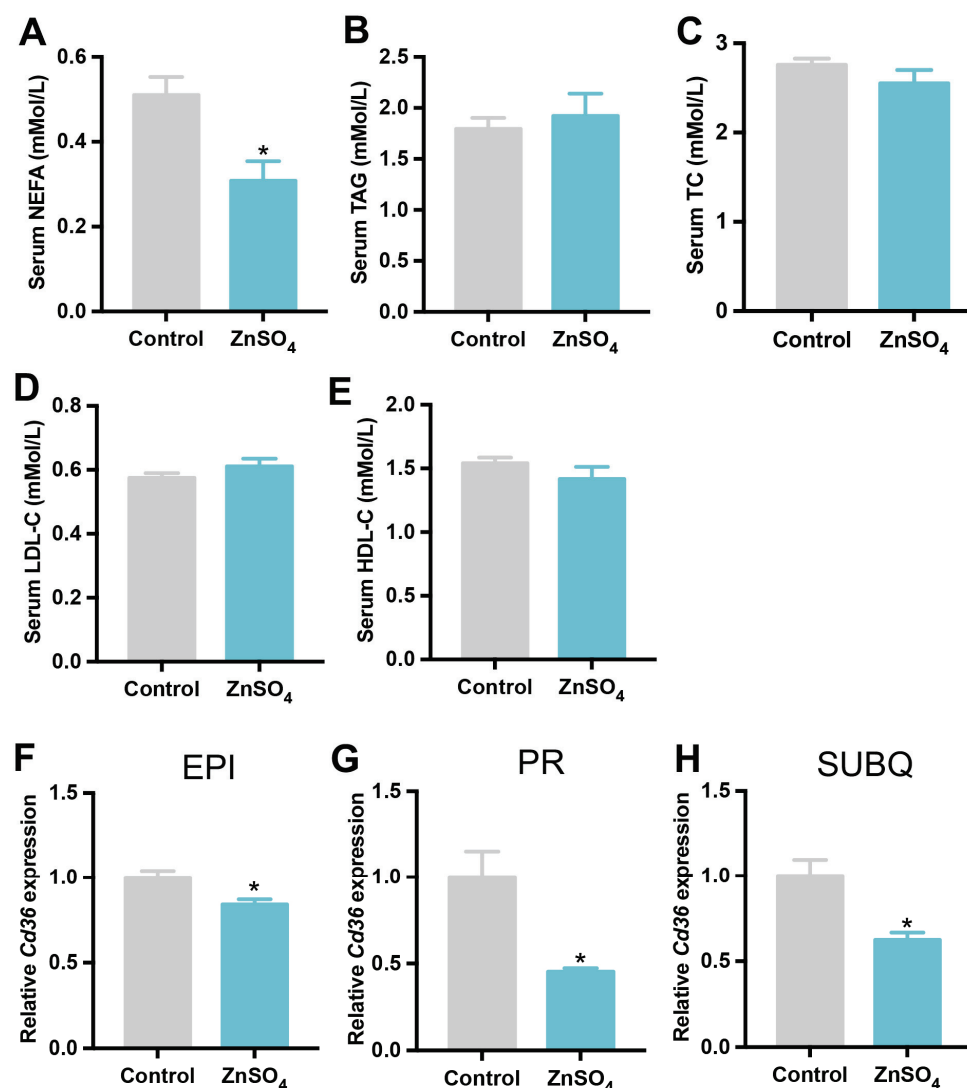 A
Serum NEFA (mMol/L)
0.6
0.4
0.2
0.0
*
Control ZnSO₄
B
Serum TAG (mMol/L)
2.5
2.0
1.5
1.0
0.5
0.0
Control ZnSO₄
C
Serum TC (mMol/L)
3
2
1
0
Control ZnSO₄
D
Serum LDL-C (mMol/L)
0.8
0.6
0.4
0.2
0.0
Control ZnSO₄
E
Serum HDL-C (mMol/L)
2.0
1.5
1.0
0.5
0.0
Control ZnSO₄
F
EPI
Relative Cd36 expression
1.5
1.0
0.5
0.0
*
Control ZnSO₄
G
PR
Relative Cd36 expression
1.5
1.0
0.5
0.0
*
Control ZnSO₄
H
SUBQ
Relative Cd36 expression
1.5
1.0
0.5
0.0
*
Control ZnSO₄